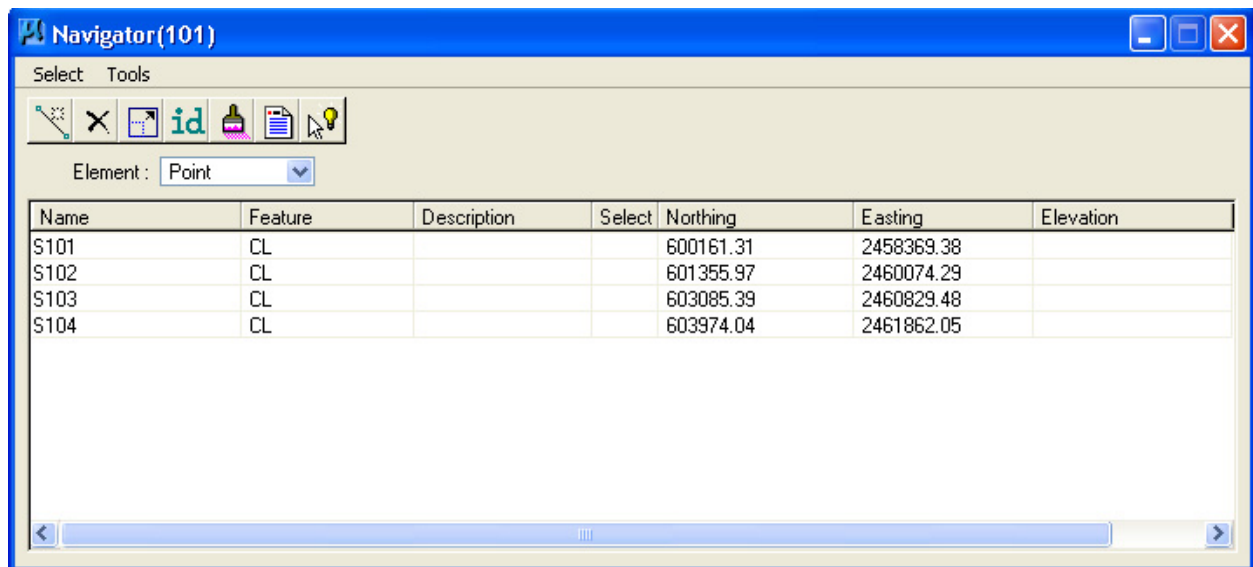 Navigator(101)
Select Tools
id
Element : Point
Name Feature Description Select Northing Easting Elevation
S101 CL 600161.31 2458369.38
S102 CL 601355.97 2460074.29
S103 CL 603085.39 2460829.48
S104 CL 603974.04 2461862.05